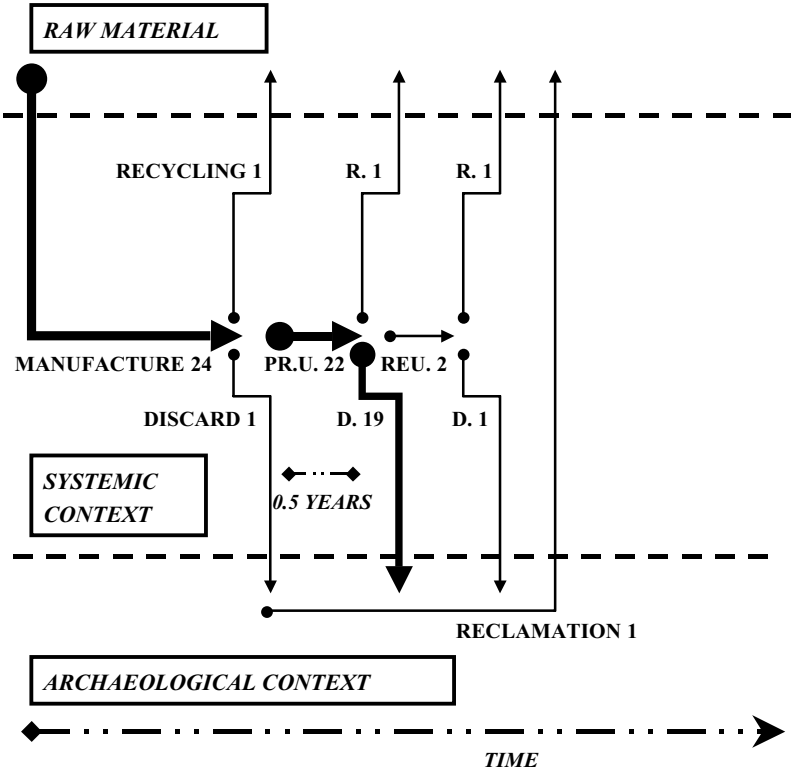 RAW MATERIAL
RECYCLING 1
R. 1
R. 1
MANUFACTURE 24
PR.U. 22
REU. 2
DISCARD 1
D. 19
D. 1
SYSTEMIC
CONTEXT
0.5 YEARS
RECLAMATION 1
ARCHAEOLOGICAL CONTEXT
TIME